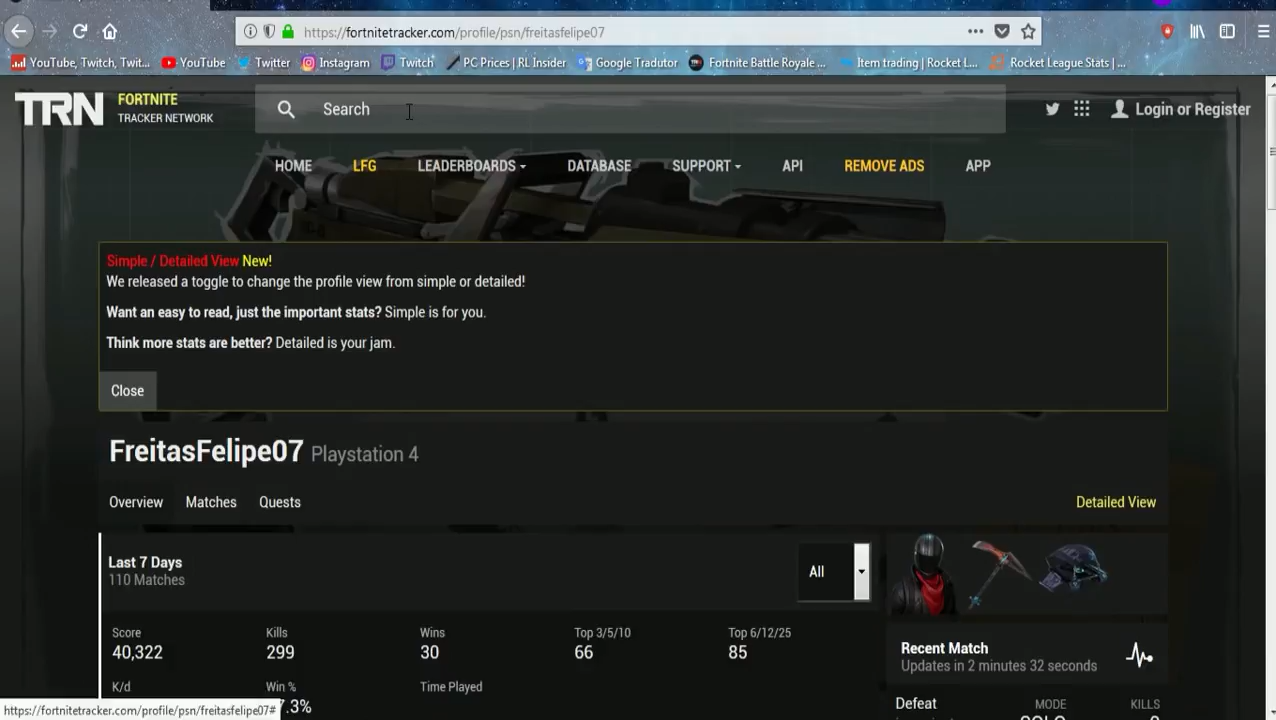 https://fortnitetracker.com/profile/psn/freitasfelipe07
YouTube, Twitch, Twit... YouTube Twitter Instagram Twitch PC Prices | RL Insider Google Tradutor Fortnite Battle Royale ... Item trading | Rocket L... Rocket League Stats | ...
TRN FORTNITE
TRACKER NETWORK
Search
Login or Register
HOME LFG LEADERBOARDS DATABASE SUPPORT API REMOVE ADS APP
Simple / Detailed View New!
We released a toggle to change the profile view from simple or detailed!
Want an easy to read, just the important stats? Simple is for you.
Think more stats are better? Detailed is your jam.
Close
FreitasFelipe07 Playstation 4
Overview Matches Quests Detailed View
Last 7 Days
110 Matches
All
Score Kills Wins Top 3/5/10 Top 6/12/25
40,322 299 30 66 85
K/d Win % Time Played
7.3%
Recent Match
Updates in 2 minutes 32 seconds
Defeat MODE KILLS
SOLO
https://fortnitetracker.com/profile/psn/freitasfelipe07#